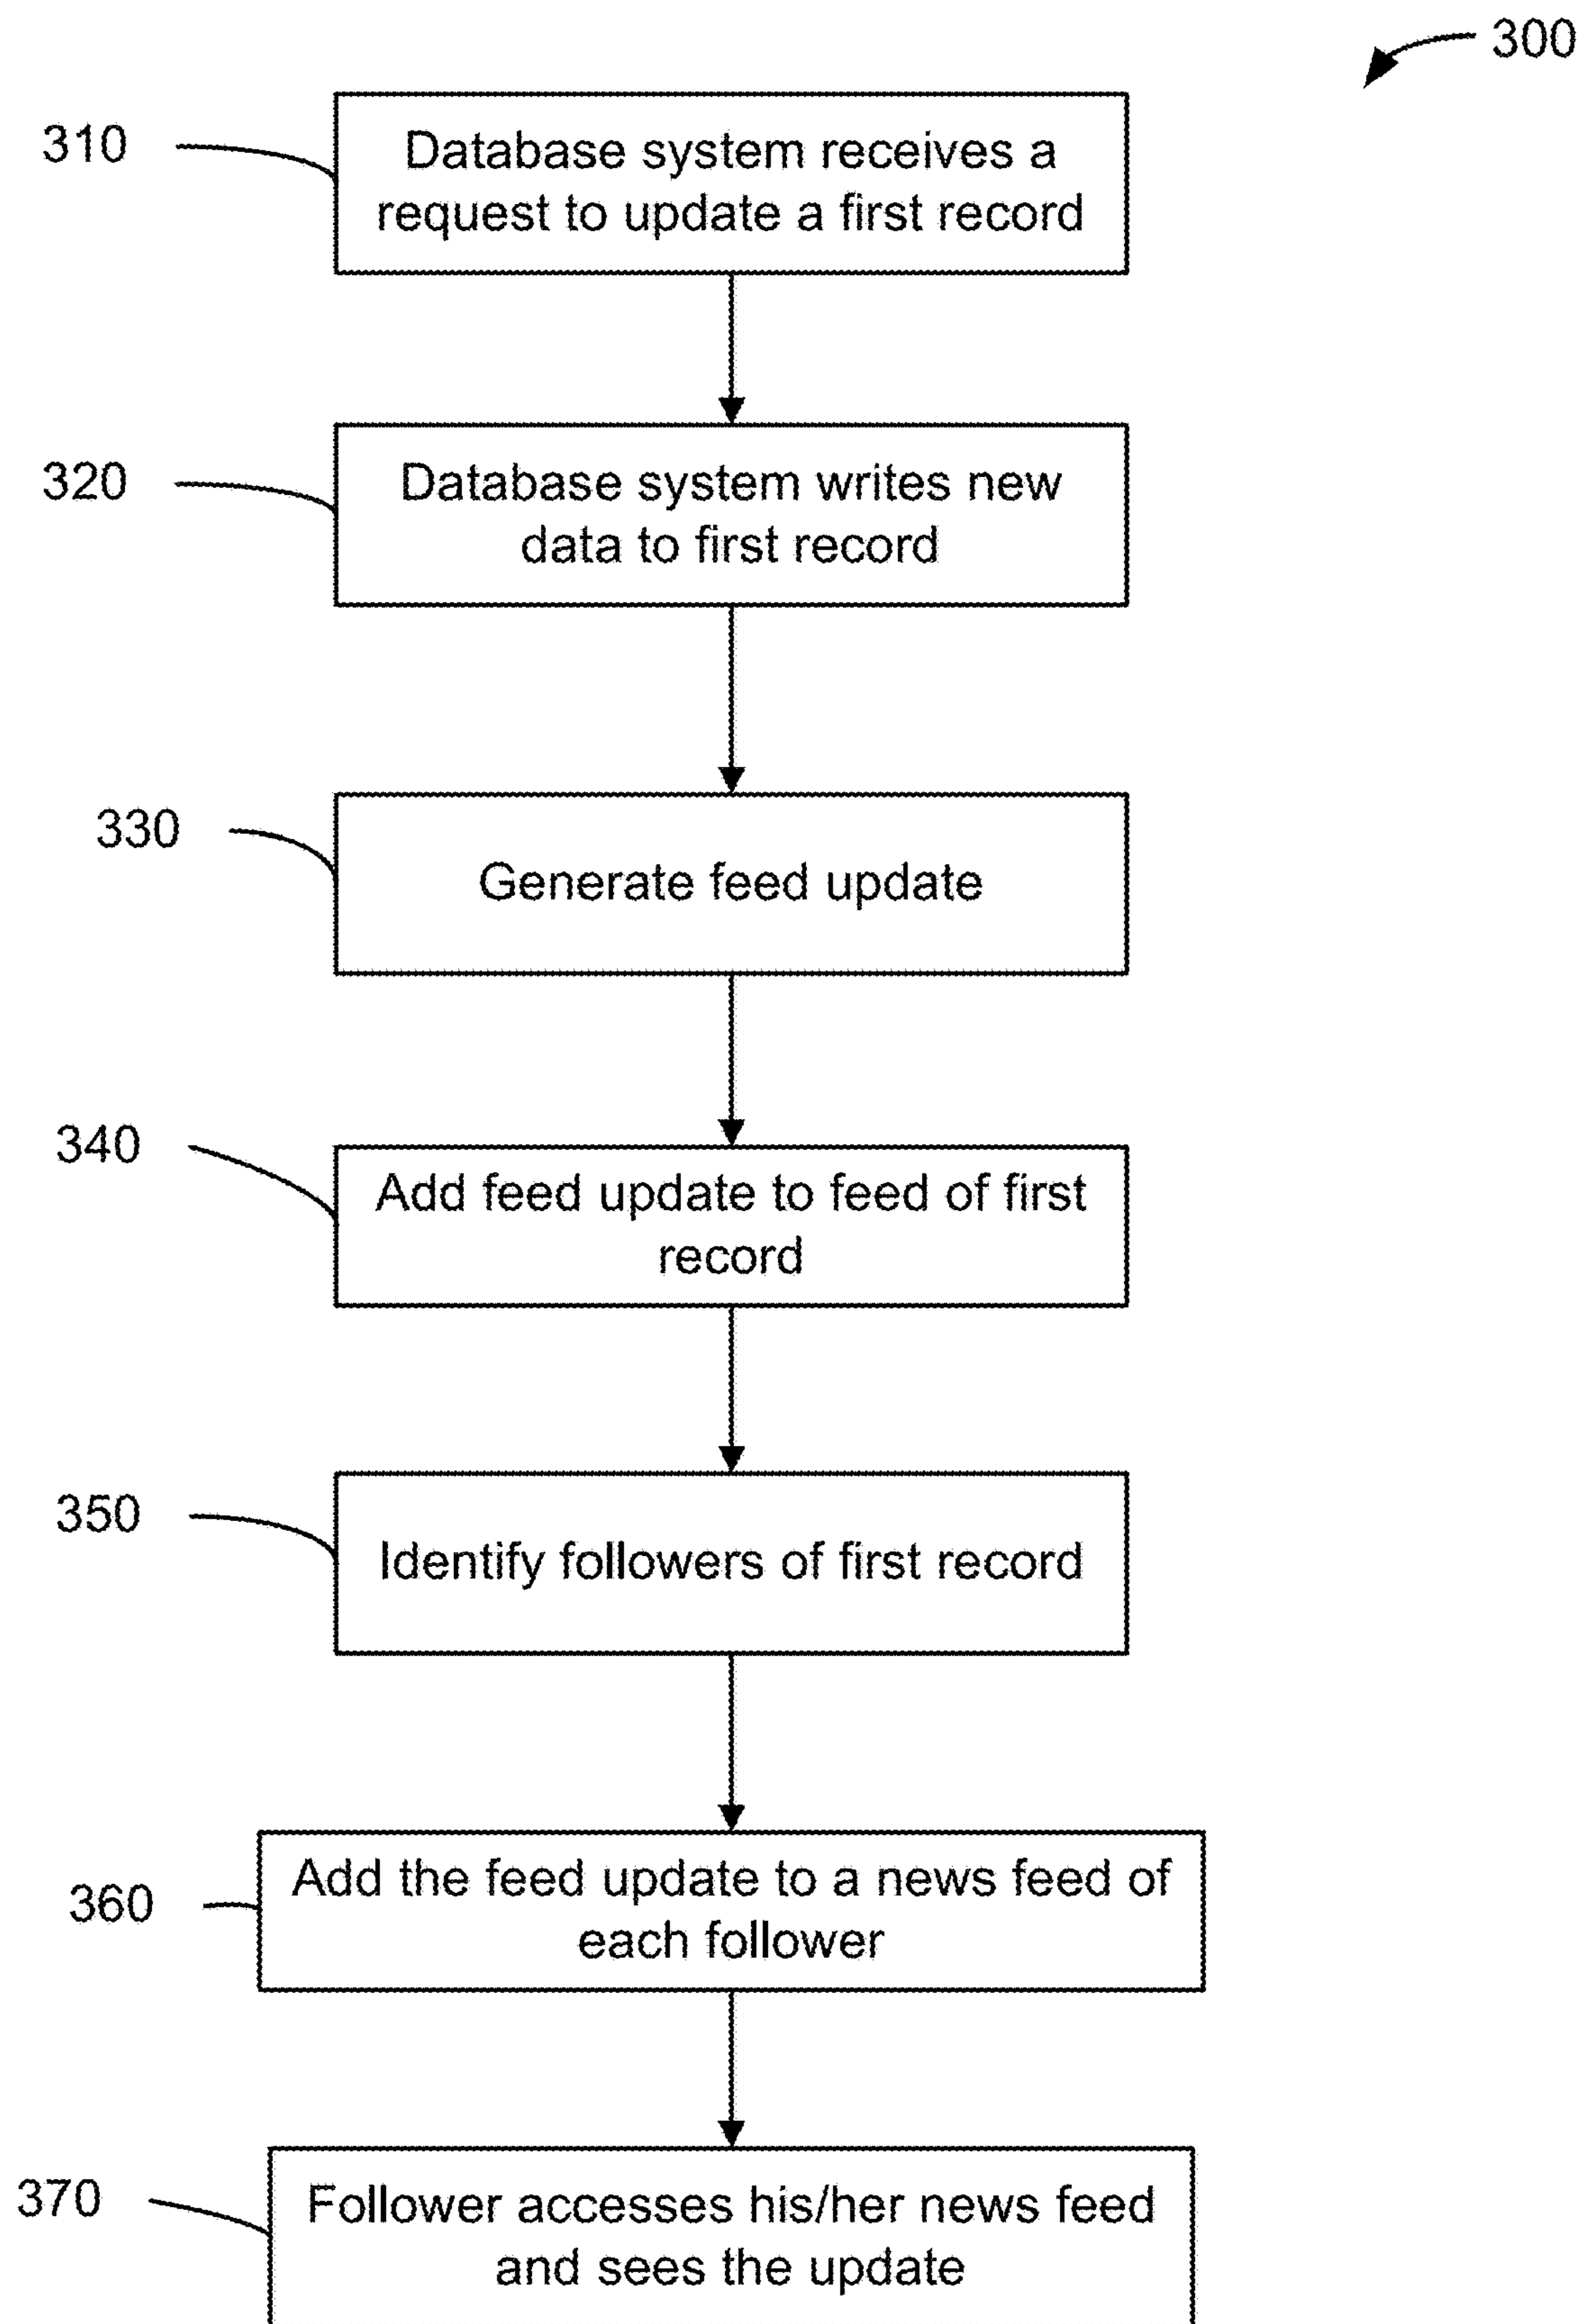 300
310
Database system receives a
request to update a first record
320
Database system writes new
data to first record
330
Generate feed update
340
Add feed update to feed of first
record
350
Identify followers of first record
360
Add the feed update to a news feed of
each follower
370
Follower accesses his/her news feed
and sees the update